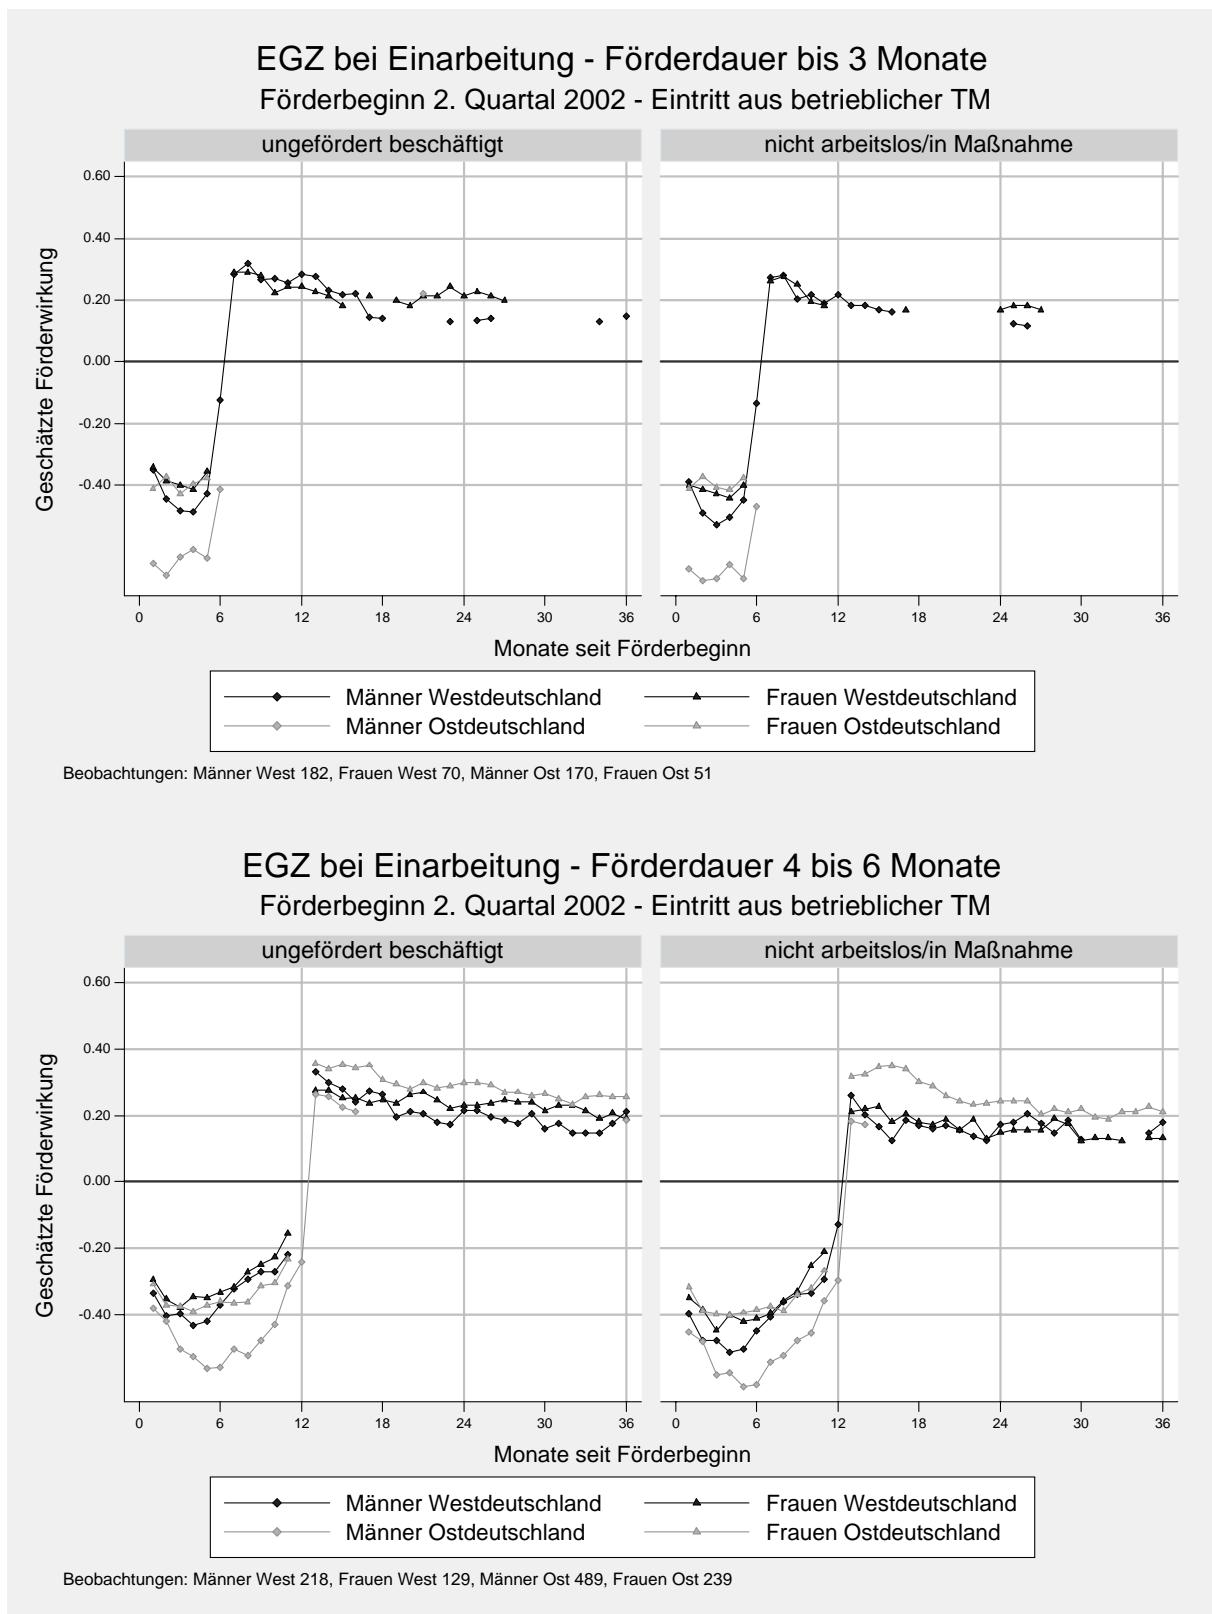 EGZ bei Einarbeitung - Förderdauer bis 3 Monate
Förderbeginn 2. Quartal 2002 - Eintritt aus betrieblicher TM
ungefördert beschäftigt
nicht arbeitslos/in Maßnahme
Geschätzte Förderwirkung
0.60
0.40
0.20
0.00
-0.20
-0.40
0 6 12 18 24 30 36
0 6 12 18 24 30 36
Monate seit Förderbeginn
Männer Westdeutschland Frauen Westdeutschland
Männer Ostdeutschland Frauen Ostdeutschland
Beobachtungen: Männer West 182, Frauen West 70, Männer Ost 170, Frauen Ost 51
EGZ bei Einarbeitung - Förderdauer 4 bis 6 Monate
Förderbeginn 2. Quartal 2002 - Eintritt aus betrieblicher TM
ungefördert beschäftigt
nicht arbeitslos/in Maßnahme
Geschätzte Förderwirkung
0.60
0.40
0.20
0.00
-0.20
-0.40
0 6 12 18 24 30 36
0 6 12 18 24 30 36
Monate seit Förderbeginn
Männer Westdeutschland Frauen Westdeutschland
Männer Ostdeutschland Frauen Ostdeutschland
Beobachtungen: Männer West 218, Frauen West 129, Männer Ost 489, Frauen Ost 239